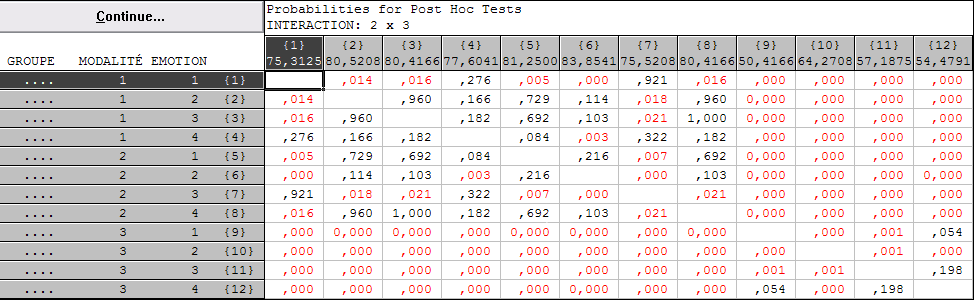 Continue...
Probabilities for Post Hoc Tests
INTERACTION: 2 x 3
{1} {2} {3} {4} {5} {6} {7} {8} {9} {10} {11} {12}
GROUPE MODALITÉ EMOTION 75,3125 80,5208 80,4166 77,6041 81,2500 83,8541 75,5208 80,4166 50,4166 64,2708 57,1875 54,4791
.... 1 1 {1} ,014 ,016 ,276 ,005 ,000 ,921 ,016 ,000 ,000 ,000 ,000
.... 1 2 {2} ,014 ,960 ,166 ,729 ,114 ,018 ,960 0,000 ,000 ,000 ,000
.... 1 3 {3} ,016 ,960 ,182 ,692 ,103 ,021 1,000 0,000 ,000 ,000 ,000
.... 1 4 {4} ,276 ,166 ,182 ,084 ,003 ,322 ,182 ,000 ,000 ,000 ,000
.... 2 1 {5} ,005 ,729 ,692 ,084 ,216 ,007 ,692 0,000 ,000 ,000 ,000
.... 2 2 {6} ,000 ,114 ,103 ,003 ,216 ,000 ,103 0,000 ,000 ,000 0,000
.... 2 3 {7} ,921 ,018 ,021 ,322 ,007 ,000 ,021 ,000 ,000 ,000 ,000
.... 2 4 {8} ,016 ,960 1,000 ,182 ,692 ,103 ,021 0,000 ,000 ,000 ,000
.... 3 1 {9} ,000 0,000 0,000 ,000 0,000 0,000 ,000 0,000 ,000 ,001 ,054
.... 3 2 {10} ,000 ,000 ,000 ,000 ,000 ,000 ,000 ,000 ,000 ,001 ,000
.... 3 3 {11} ,000 ,000 ,000 ,000 ,000 ,000 ,000 ,000 ,001 ,001 ,198
.... 3 4 {12} ,000 ,000 ,000 ,000 ,000 0,000 ,000 ,000 ,054 ,000 ,198